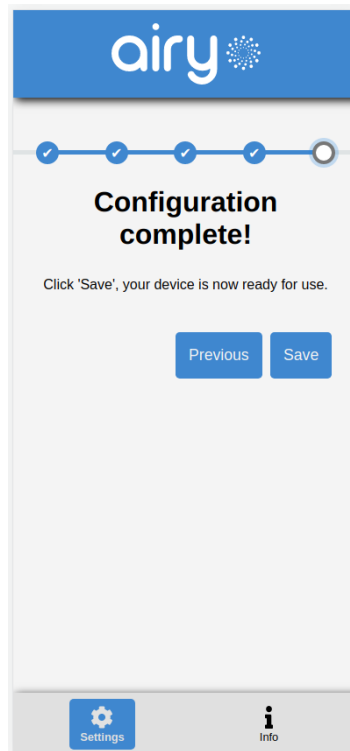 airy
Configuration
complete!
Click 'Save', your device is now ready for use.
Previous
Save
Settings
Info